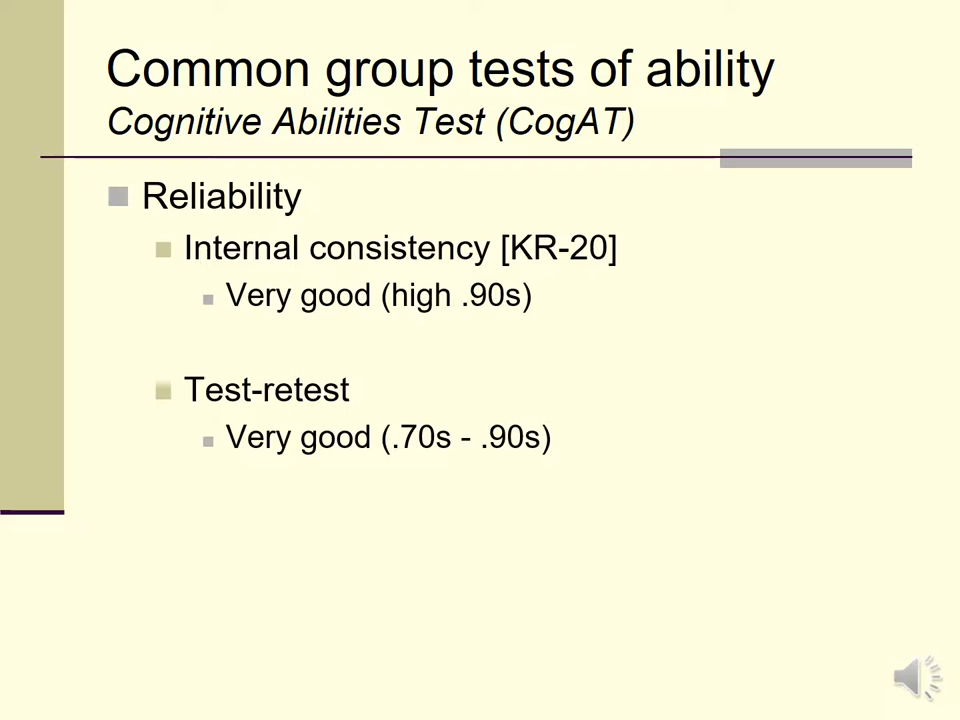 Common group tests of ability
Cognitive Abilities Test (CogAT)
Reliability
Internal consistency [KR-20]
Very good (high .90s)
Test-retest
Very good (.70s - .90s)